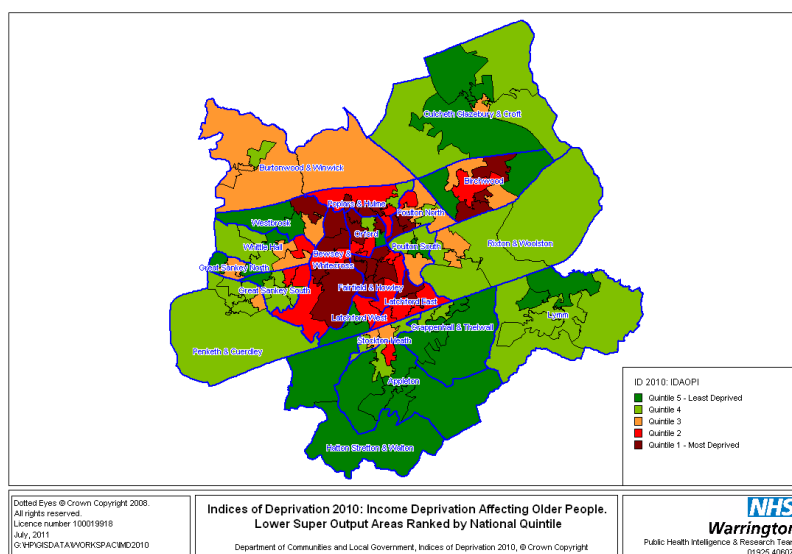 Culcheth Glazebury & Croft
Burtonwood & Winwick
Birchwood
Poplars & Hulme
Poulton North
Westbrook
Orford
Whittle Hall
Bewsey &
Whitecross
Poulton South
Rixton & Woolston
Great Sankey North
Great Sankey South
Fairfield & Howley
Latchford East
Latchford West
Grappenhall & Thelwall
Lymm
Stockton Heath
Penketh & Cuerdley
Appleton
Hatton Stretton & Walton
ID 2010: IDAOPI
Quintile 5 - Least Deprived
Quintile 4
Quintile 3
Quintile 2
Quintile 1 - Most Deprived
Dotted Eyes © Crown Copyright 2008.
All rights reserved.
Licence number 100019918
July, 2011
G:\HP\GISDATA\WORKSPAC\IMD2010
Indices of Deprivation 2010: Income Deprivation Affecting Older People.
Lower Super Output Areas Ranked by National Quintile
Department of Communities and Local Government, Indices of Deprivation 2010, © Crown Copyright
NHS
Warrington
Public Health Intelligence & Research Team
01925 40607